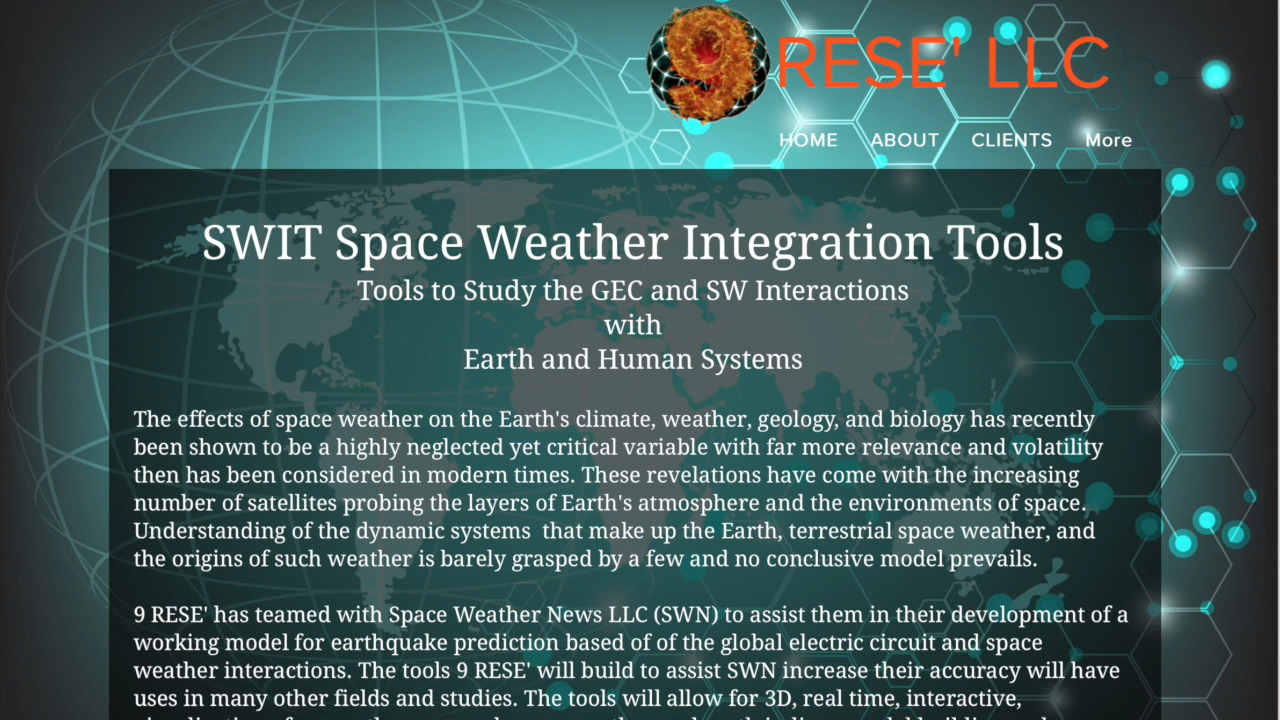 9 RESE' LLC
HOME ABOUT CLIENTS More
SWIT Space Weather Integration Tools
Tools to Study the GEC and SW Interactions
with
Earth and Human Systems
The effects of space weather on the Earth's climate, weather, geology, and biology has recently
been shown to be a highly neglected yet critical variable with far more relevance and volatility
then has been considered in modern times. These revelations have come with the increasing
number of satellites probing the layers of Earth's atmosphere and the environments of space.
Understanding of the dynamic systems  that make up the Earth, terrestrial space weather, and
the origins of such weather is barely grasped by a few and no conclusive model prevails.
9 RESE' has teamed with Space Weather News LLC (SWN) to assist them in their development of a
working model for earthquake prediction based of of the global electric circuit and space
weather interactions. The tools 9 RESE' will build to assist SWN increase their accuracy will have
uses in many other fields and studies. The tools will allow for 3D, real time, interactive,